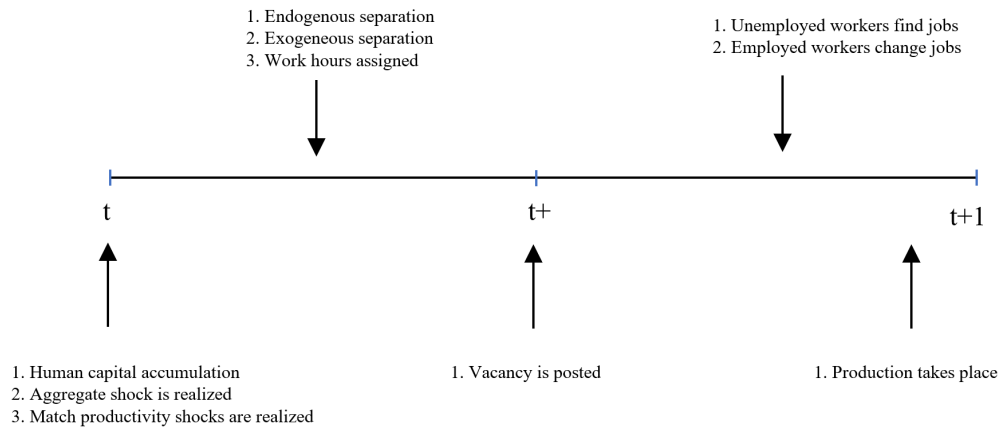 1. Endogenous separation
2. Exogeneous separation
3. Work hours assigned
1. Unemployed workers find jobs
2. Employed workers change jobs
t
t+
t+1
1. Human capital accumulation
2. Aggregate shock is realized
3. Match productivity shocks are realized
1. Vacancy is posted
1. Production takes place